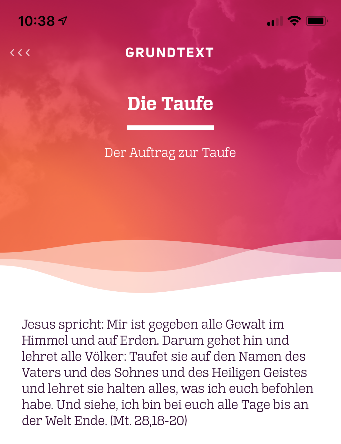 10:38
GRUNDTEXT
Die Taufe
Der Auftrag zur Taufe
Jesus spricht: Mir ist gegeben alle Gewalt im
Himmel und auf Erden. Darum gehet hin und
lehret alle Völker: Taufet sie auf den Namen des
Vaters und des Sohnes und des Heiligen Geistes
und lehret sie halten alles, was ich euch befohlen
habe. Und siehe, ich bin bei euch alle Tage bis an
der Welt Ende. (Mt. 28,18-20)